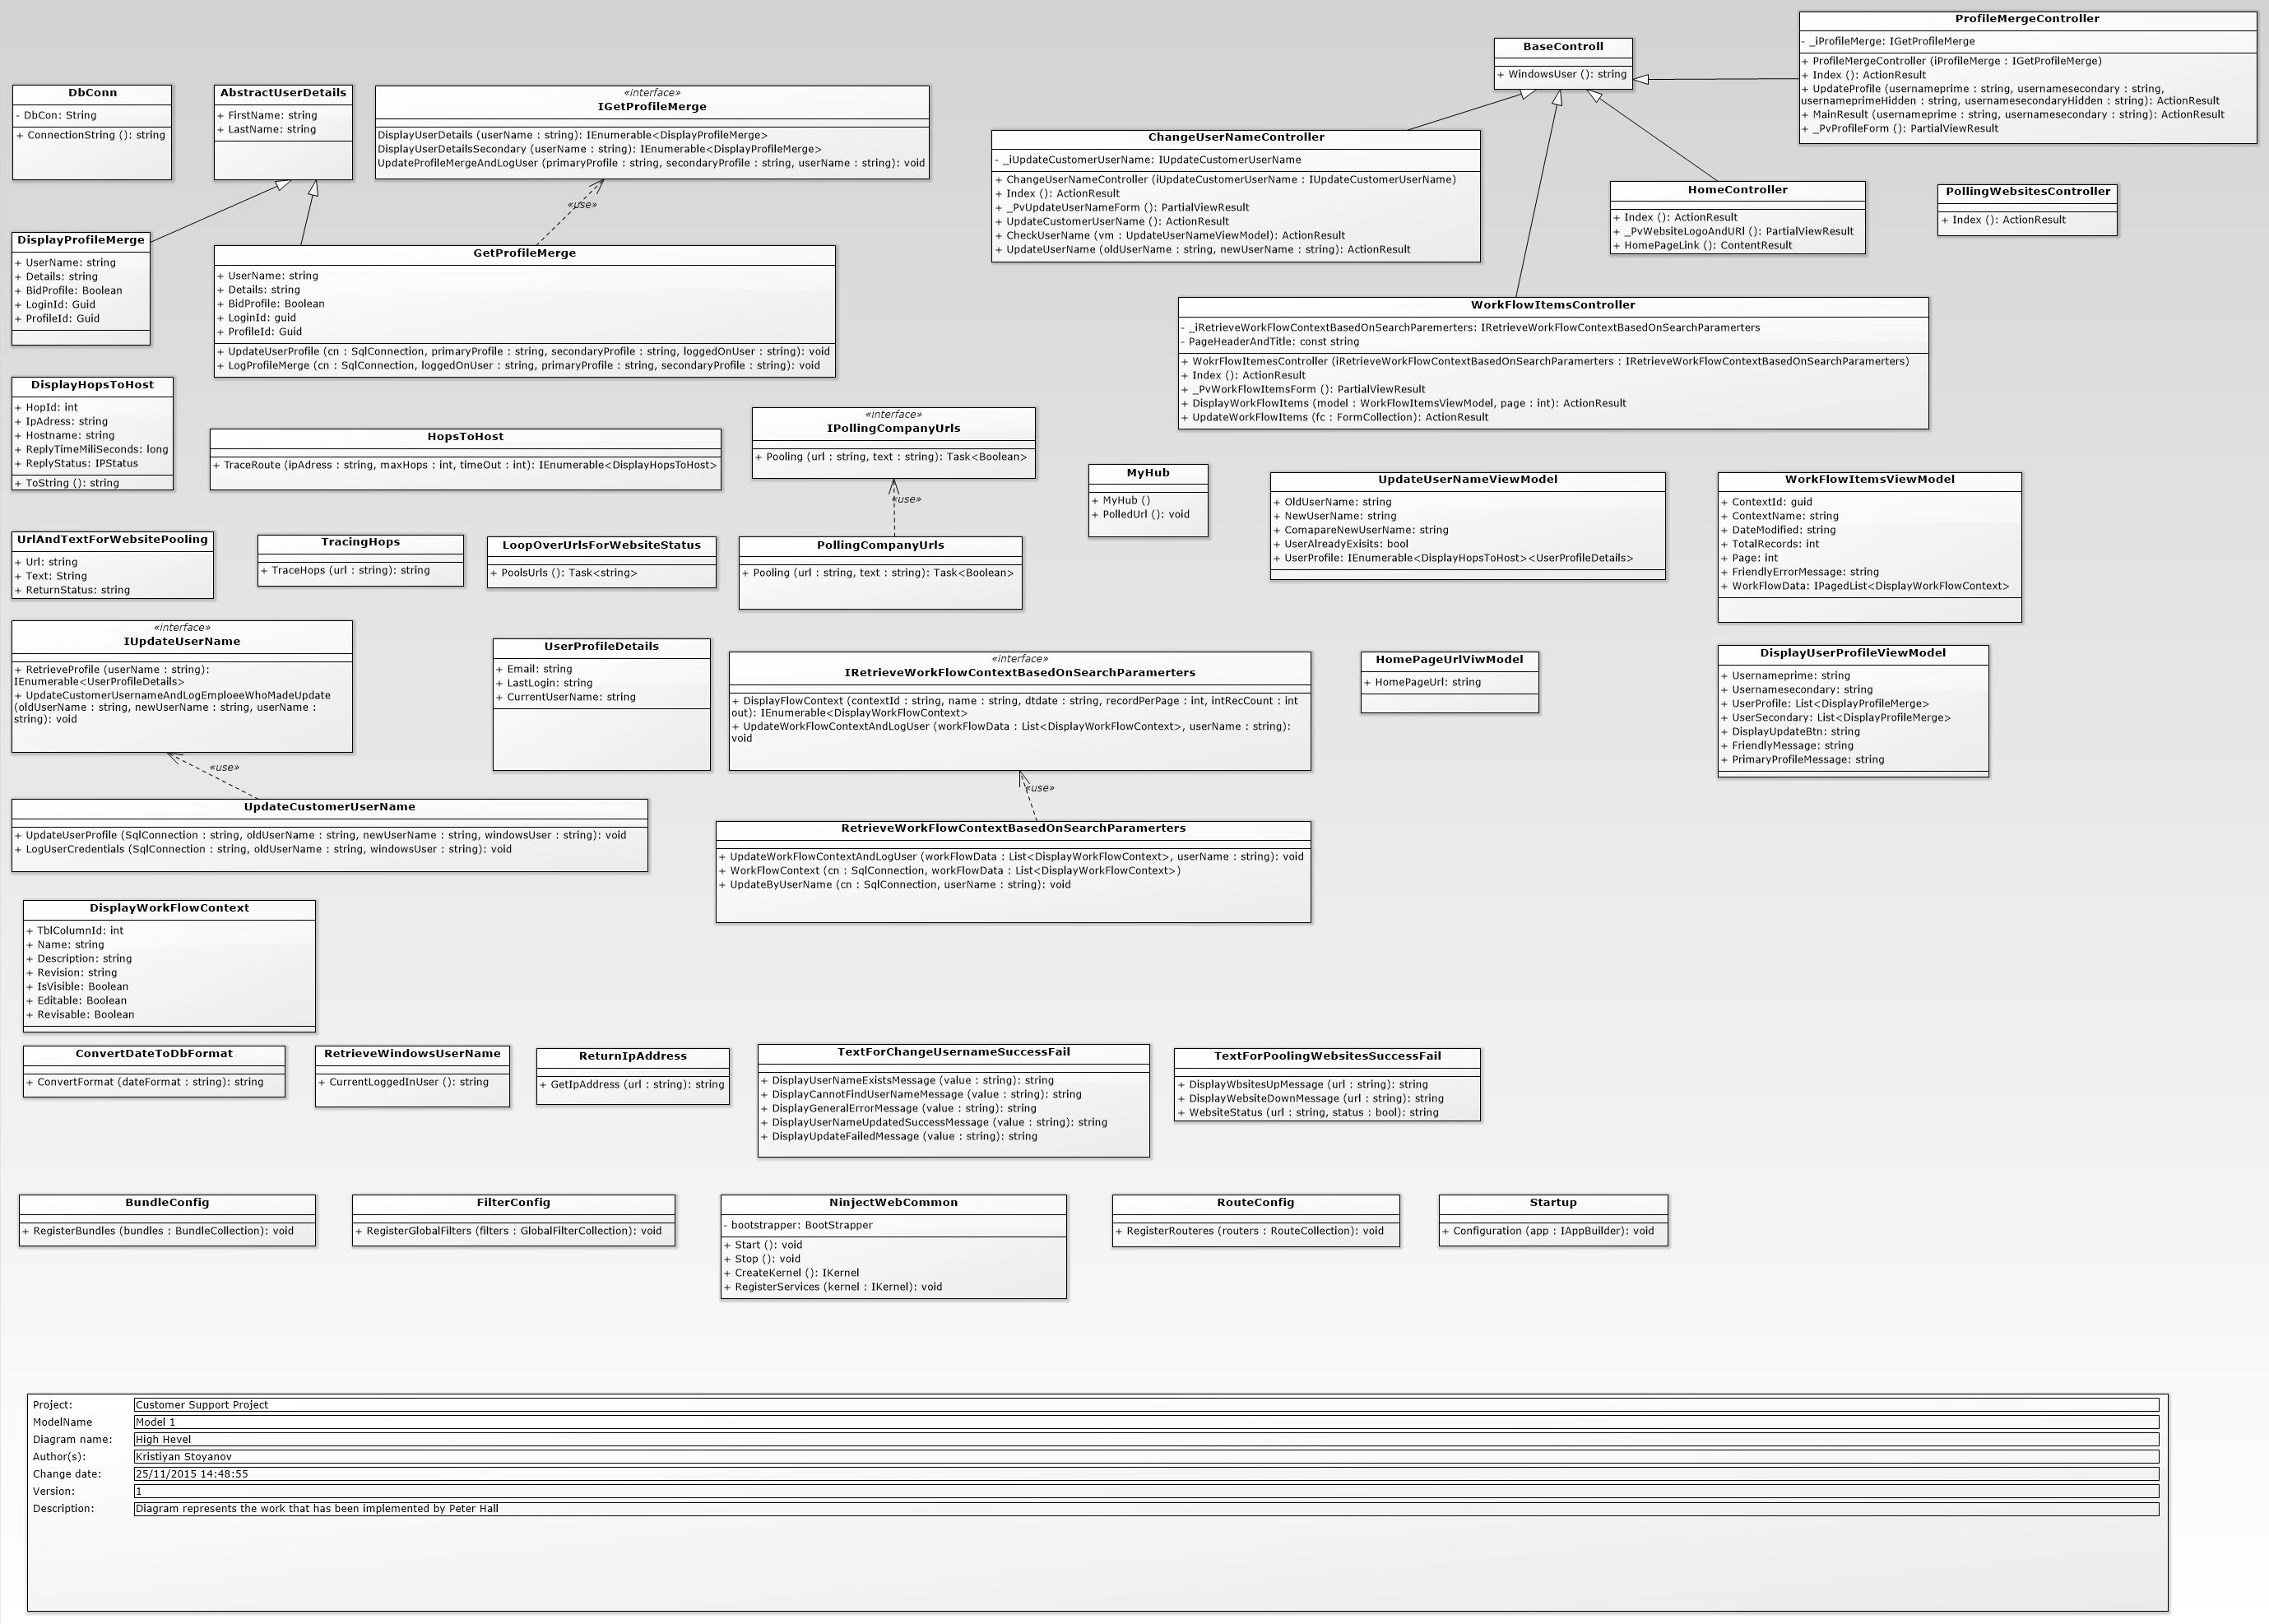 ProfileMergeController
- _iProfileMerge: IGetProfileMerge
+ ProfileMergeController (iProfileMerge : IGetProfileMerge)
+ Index (): ActionResult
+ UpdateProfile (usernameprime : string, usernamesecondary : string,
usernameprimeHidden : string, usernamesecondaryHidden : string): ActionResult
+ MainResult (usernameprime : string, usernamesecondary : string): ActionResult
+ _PvProfileForm (): PartialViewResult
BaseControll
+ WindowsUser (): string
DbConn
- DbCon: String
+ ConnectionString (): string
AbstractUserDetails
+ FirstName: string
+ LastName: string
«interface»
IGetProfileMerge
DisplayUserDetails (userName : string): IEnumerable<DisplayProfileMerge>
DisplayUserDetailsSecondary (userName : string): IEnumerable<DisplayProfileMerge>
UpdateProfileMergeAndLogUser (primaryProfile : string, secondaryProfile : string, userName : string): void
«use»
ChangeUserNameController
- _iUpdateCustomerUserName: IUpdateCustomerUserName
+ ChangeUserNameController (iUpdateCustomerUserName : IUpdateCustomerUserName)
+ Index (): ActionResult
+ _PvUpdateUserNameForm (): PartialViewResult
+ UpdateCustomerUserName (): ActionResult
+ CheckUserName (vm : UpdateUserNameViewModel): ActionResult
+ UpdateUserName (oldUserName : string, newUserName : string): ActionResult
HomeController
+ Index (): ActionResult
+ _PvWebsiteLogoAndURl (): PartialViewResult
+ HomePageLink (): ContentResult
PollingWebsitesController
+ Index (): ActionResult
DisplayProfileMerge
+ UserName: string
+ Details: string
+ BidProfile: Boolean
+ LoginId: Guid
+ ProfileId: Guid
GetProfileMerge
+ UserName: string
+ Details: string
+ BidProfile: Boolean
+ LoginId: guid
+ ProfileId: Guid
+ UpdateUserProfile (cn : SqlConnection, primaryProfile : string, secondaryProfile : string, loggedOnUser : string): void
+ LogProfileMerge (cn : SqlConnection, loggedOnUser : string, primaryProfile : string, secondaryProfile : string): void
WorkFlowItemsController
- _iRetrieveWorkFlowContextBasedOnSearchParemerters: IRetrieveWorkFlowContextBasedOnSearchParamerters
- PageHeaderAndTitle: const string
+ WokrFlowItemesController (iRetrieveWorkFlowContextBasedOnSearchParamerters : IRetrieveWorkFlowContextBasedOnSearchParamerters)
+ Index (): ActionResult
+ _PvWorkFlowItemsForm (): PartialViewResult
+ DisplayWorkFlowItems (model : WorkFlowItemsViewModel, page : int): ActionResult
+ UpdateWorkFlowItems (fc : FormCollection): ActionResult
DisplayHopsToHost
+ HopId: int
+ IpAdress: string
+ Hostname: string
+ ReplyTimeMiliSeconds: long
+ ReplyStatus: IPStatus
+ ToString (): string
HopsToHost
+ TraceRoute (ipAdress : string, maxHops : int, timeOut : int): IEnumerable<DisplayHopsToHost>
«interface»
IPollingCompanyUrls
+ Pooling (url : string, text : string): Task<Boolean>
«use»
MyHub
+ MyHub ()
+ PolledUrl (): void
UpdateUserNameViewModel
+ OldUserName: string
+ NewUserName: string
+ ComapareNewUserName: string
+ UserAlreadyExisits: bool
+ UserProfile: IEnumerable<DisplayHopsToHost><UserProfileDetails>
WorkFlowItemsViewModel
+ ContextId: guid
+ ContextName: string
+ DateModified: string
+ TotalRecords: int
+ Page: int
+ FriendlyErrorMessage: string
+ WorkFlowData: IPagedList<DisplayWorkFlowContext>
UrlAndTextForWebsitePooling
+ Url: string
+ Text: String
+ ReturnStatus: string
TracingHops
+ TraceHops (url : string): string
LoopOverUrlsForWebsiteStatus
+ PoolsUrls (): Task<string>
PollingCompanyUrls
+ Pooling (url : string, text : string): Task<Boolean>
«interface»
IUpdateUserName
+ RetrieveProfile (userName : string):
IEnumerable<UserProfileDetails>
+ UpdateCustomerUsernameAndLogEmploeeWhoMadeUpdate
(oldUserName : string, newUserName : string, userName :
string): void
«use»
UserProfileDetails
+ Email: string
+ LastLogin: string
+ CurrentUserName: string
«interface»
IRetrieveWorkFlowContextBasedOnSearchParamerters
+ DisplayFlowContext (contextId : string, name : string, dtdate : string, recordPerPage : int, intRecCount : int
out): IEnumerable<DisplayWorkFlowContext>
+ UpdateWorkFlowContextAndLogUser (workFlowData : List<DisplayWorkFlowContext>, userName : string):
void
«use»
HomePageUrlViwModel
+ HomePageUrl: string
DisplayUserProfileViewModel
+ Usernameprime: string
+ Usernamesecondary: string
+ UserProfile: List<DisplayProfileMerge>
+ UserSecondary: List<DisplayProfileMerge>
+ DisplayUpdateBtn: string
+ FriendlyMessage: string
+ PrimaryProfileMessage: string
UpdateCustomerUserName
+ UpdateUserProfile (SqlConnection : string, oldUserName : string, newUserName : string, windowsUser : string): void
+ LogUserCredentials (SqlConnection : string, oldUserName : string, windowsUser : string): void
RetrieveWorkFlowContextBasedOnSearchParamerters
+ UpdateWorkFlowContextAndLogUser (workFlowData : List<DisplayWorkFlowContext>, userName : string): void
+ WorkFlowContext (cn : SqlConnection, workFlowData : List<DisplayWorkFlowContext>)
+ UpdateByUserName (cn : SqlConnection, userName : string): void
DisplayWorkFlowContext
+ TblColumnId: int
+ Name: string
+ Description: string
+ Revision: string
+ IsVisible: Boolean
+ Editable: Boolean
+ Revisable: Boolean
ConvertDateToDbFormat
+ ConvertFormat (dateFormat : string): string
RetrieveWindowsUserName
+ CurrentLoggedInUser (): string
ReturnIpAddress
+ GetIpAddress (url : string): string
TextForChangeUsernameSuccessFail
+ DisplayUserNameExistsMessage (value : string): string
+ DisplayCannotFindUserNameMessage (value : string): string
+ DisplayGeneralErrorMessage (value : string): string
+ DisplayUserNameUpdatedSuccessMessage (value : string): string
+ DisplayUpdateFailedMessage (value : string): string
TextForPoolingWebsitesSuccessFail
+ DisplayWbsitesUpMessage (url : string): string
+ DisplayWebsiteDownMessage (url : string): string
+ WebsiteStatus (url : string, status : bool): string
BundleConfig
+ RegisterBundles (bundles : BundleCollection): void
FilterConfig
+ RegisterGlobalFilters (filters : GlobalFilterCollection): void
NinjectWebCommon
- bootstrapper: BootStrapper
+ Start (): void
+ Stop (): void
+ CreateKernel (): IKernel
+ RegisterServices (kernel : IKernel): void
RouteConfig
+ RegisterRouteres (routers : RouteCollection): void
Startup
+ Configuration (app : IAppBuilder): void
Project: Customer Support Project
ModelName Model 1
Diagram name: High Hevel
Author(s): Kristiyan Stoyanov
Change date: 25/11/2015 14:48:55
Version: 1
Description: Diagram represents the work that has been implemented by Peter Hall